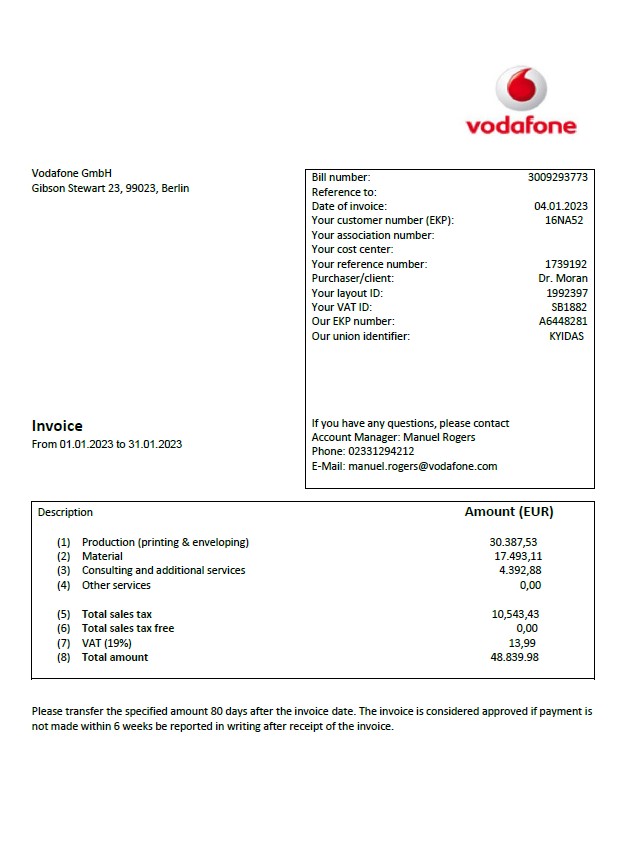 vodafone
Vodafone GmbH
Gibson Stewart 23, 99023, Berlin
Bill number: 3009293773
Reference to:
Date of invoice: 04.01.2023
Your customer number (EKP): 16NA52
Your association number:
Your cost center:
Your reference number: 1739192
Purchaser/client: Dr. Moran
Your layout ID: 1992397
Your VAT ID: SB1882
Our EKP number: A6448281
Our union identifier: KYIDAS
Invoice
From 01.01.2023 to 31.01.2023
If you have any questions, please contact
Account Manager: Manuel Rogers
Phone: 02331294212
E-Mail: manuel.rogers@vodafone.com
Description Amount (EUR)
(1) Production (printing & enveloping) 30.387,53
(2) Material 17.493,11
(3) Consulting and additional services 4.392,88
(4) Other services 0,00
(5) Total sales tax 10,543,43
(6) Total sales tax free 0,00
(7) VAT (19%) 13,99
(8) Total amount 48.839.98
Please transfer the specified amount 80 days after the invoice date. The invoice is considered approved if payment is
not made within 6 weeks be reported in writing after receipt of the invoice.